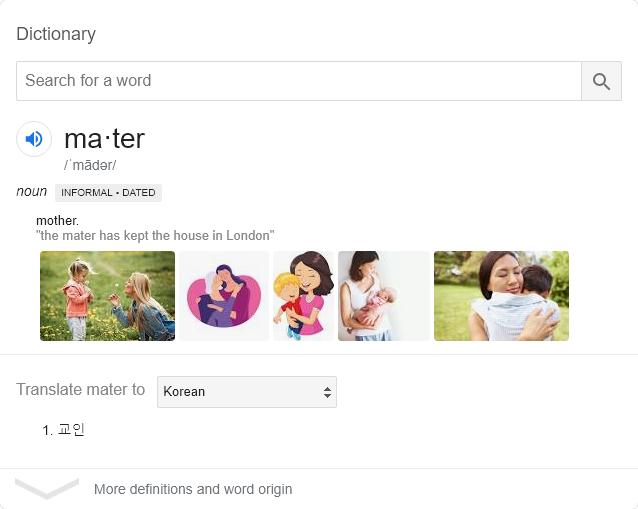 Dictionary
Search for a word
ma·ter
/ˈmādər/
noun INFORMAL • DATED
mother.
"the mater has kept the house in London"
Translate mater to Korean
1. 교인
More definitions and word origin